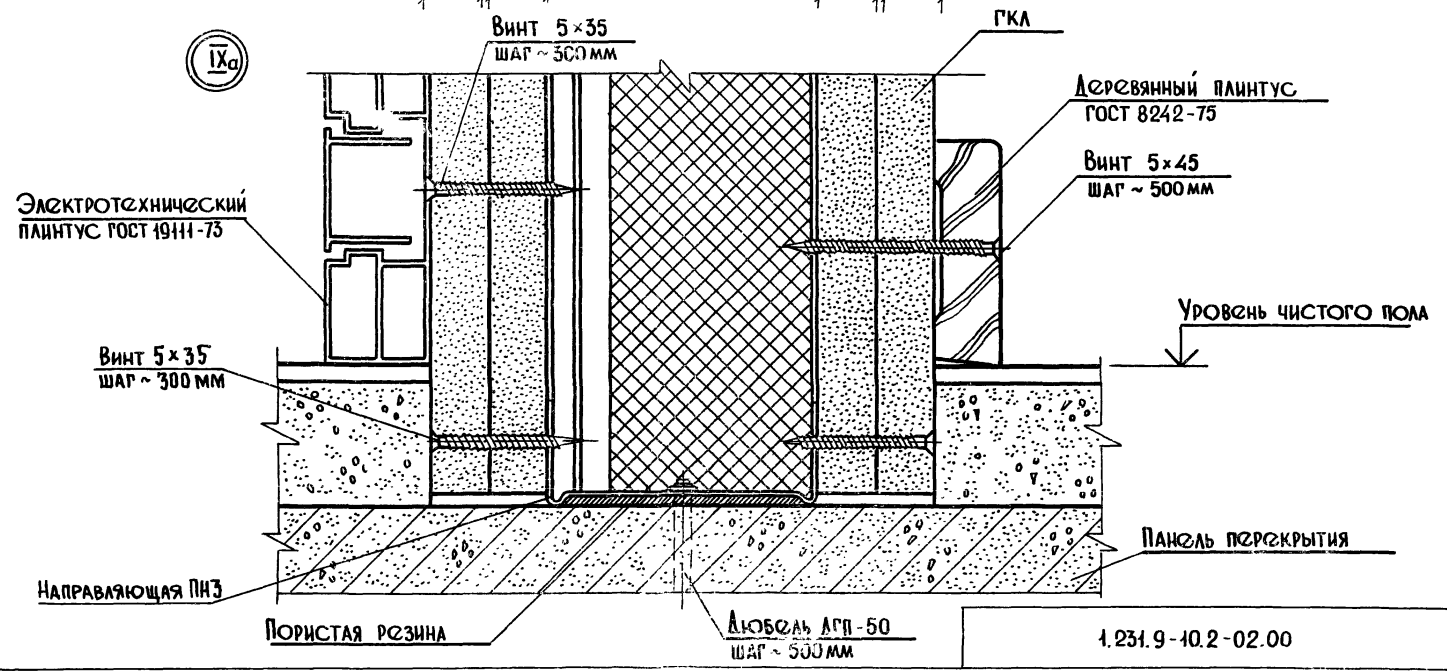 IXа
Винт 5×35
шаг ~ 300 мм
ГКЛ
Деревянный плинтус
ГОСТ 8242-75
Винт 5×45
шаг ~ 500 мм
Электротехнический
плинтус ГОСТ 19111-73
Уровень чистого пола
Винт 5×35
шаг ~ 300 мм
Панель перекрытия
Направляющая ПН3
Пористая резина
Дюбель ДГП-50
шаг ~ 500 мм
1.231.9-10.2-02.00